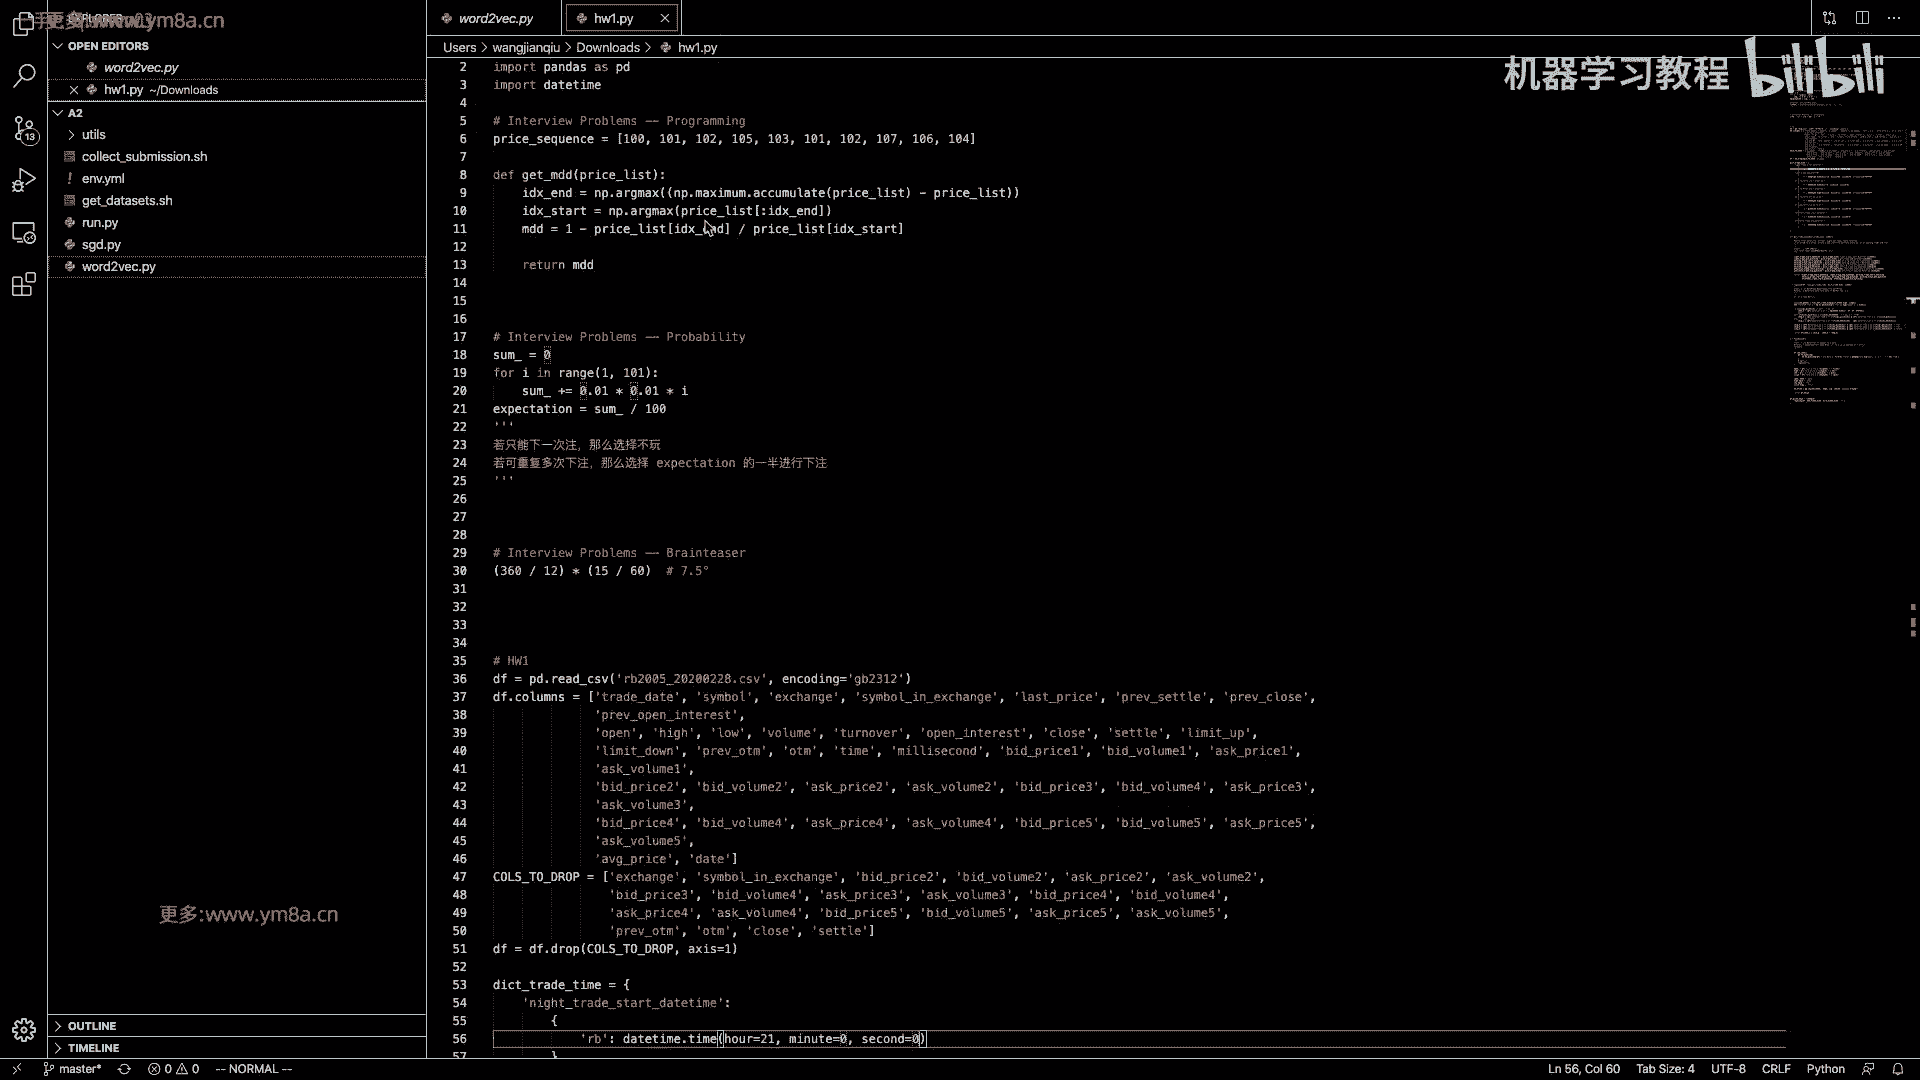 更多:www.ym8a.cn
EXPLORER
OPEN EDITORS
word2vec.py
hw1.py ~/Downloads
A2
utils
collect_submission.sh
env.yml
get_datasets.sh
run.py
sgd.py
word2vec.py
13
更多:www.ym8a.cn
OUTLINE
TIMELINE
word2vec.py
hw1.py
Users > wangjianqiu > Downloads > hw1.py
机器学习教程 bilibili
2 import pandas as pd
3 import datetime
4
5 # Interview Problems —— Programming
6 price_sequence = [100, 101, 102, 105, 103, 101, 102, 107, 106, 104]
7
8 def get_mdd(price_list):
9 idx_end = np.argmax((np.maximum.accumulate(price_list) - price_list))
10 idx_start = np.argmax(price_list[:idx_end])
11 mdd = 1 - price_list[idx_end] / price_list[idx_start]
12
13 return mdd
14
15
16
17 # Interview Problems —— Probability
18 sum_ = 0
19 for i in range(1, 101):
20 sum_ += 0.01 * 0.01 * i
21 expectation = sum_ / 100
22 '''
23 若只能下一次注，那么选择不玩
24 若可重复多次下注，那么选择 expectation 的一半进行下注
25 '''
26
27
28
29 # Interview Problems —— Brainteaser
30 (360 / 12) * (15 / 60) # 7.5°
31
32
33
34
35 # HW1
36 df = pd.read_csv('rb2005_20200228.csv', encoding='gb2312')
37 df.columns = ['trade_date', 'symbol', 'exchange', 'symbol_in_exchange', 'last_price', 'prev_settle', 'prev_close',
38 'prev_open_interest',
39 'open', 'high', 'low', 'volume', 'turnover', 'open_interest', 'close', 'settle', 'limit_up',
40 'limit_down', 'prev_otm', 'otm', 'time', 'millisecond', 'bid_price1', 'bid_volume1', 'ask_price1',
41 'ask_volume1',
42 'bid_price2', 'bid_volume2', 'ask_price2', 'ask_volume2', 'bid_price3', 'bid_volume4', 'ask_price3',
43 'ask_volume3',
44 'bid_price4', 'bid_volume4', 'ask_price4', 'ask_volume4', 'bid_price5', 'bid_volume5', 'ask_price5',
45 'ask_volume5',
46 'avg_price', 'date']
47 COLS_TO_DROP = ['exchange', 'symbol_in_exchange', 'bid_price2', 'bid_volume2', 'ask_price2', 'ask_volume2',
48 'bid_price3', 'bid_volume4', 'ask_price3', 'ask_volume3', 'bid_price4', 'bid_volume4',
49 'ask_price4', 'ask_volume4', 'bid_price5', 'bid_volume5', 'ask_price5', 'ask_volume5',
50 'prev_otm', 'otm', 'close', 'settle']
51 df = df.drop(COLS_TO_DROP, axis=1)
52
53 dict_trade_time = {
54 'night_trade_start_datetime':
55 {
56 'rb': datetime.time(hour=21, minute=0, second=0)
57 }
master* 0 0 -- NORMAL -- Ln 56, Col 60 Tab Size: 4 UTF-8 CRLF Python